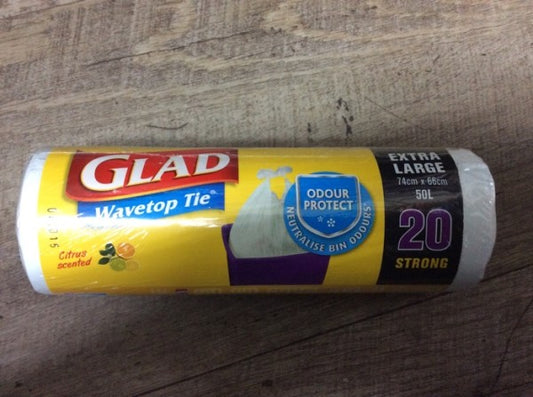 GLAD
Wavetop Tie
Citrus
scented
ODOUR
PROTECT
NEUTRALISE BIN ODOURS
EXTRA
LARGE
74cm x 66cm
50L
20
STRONG